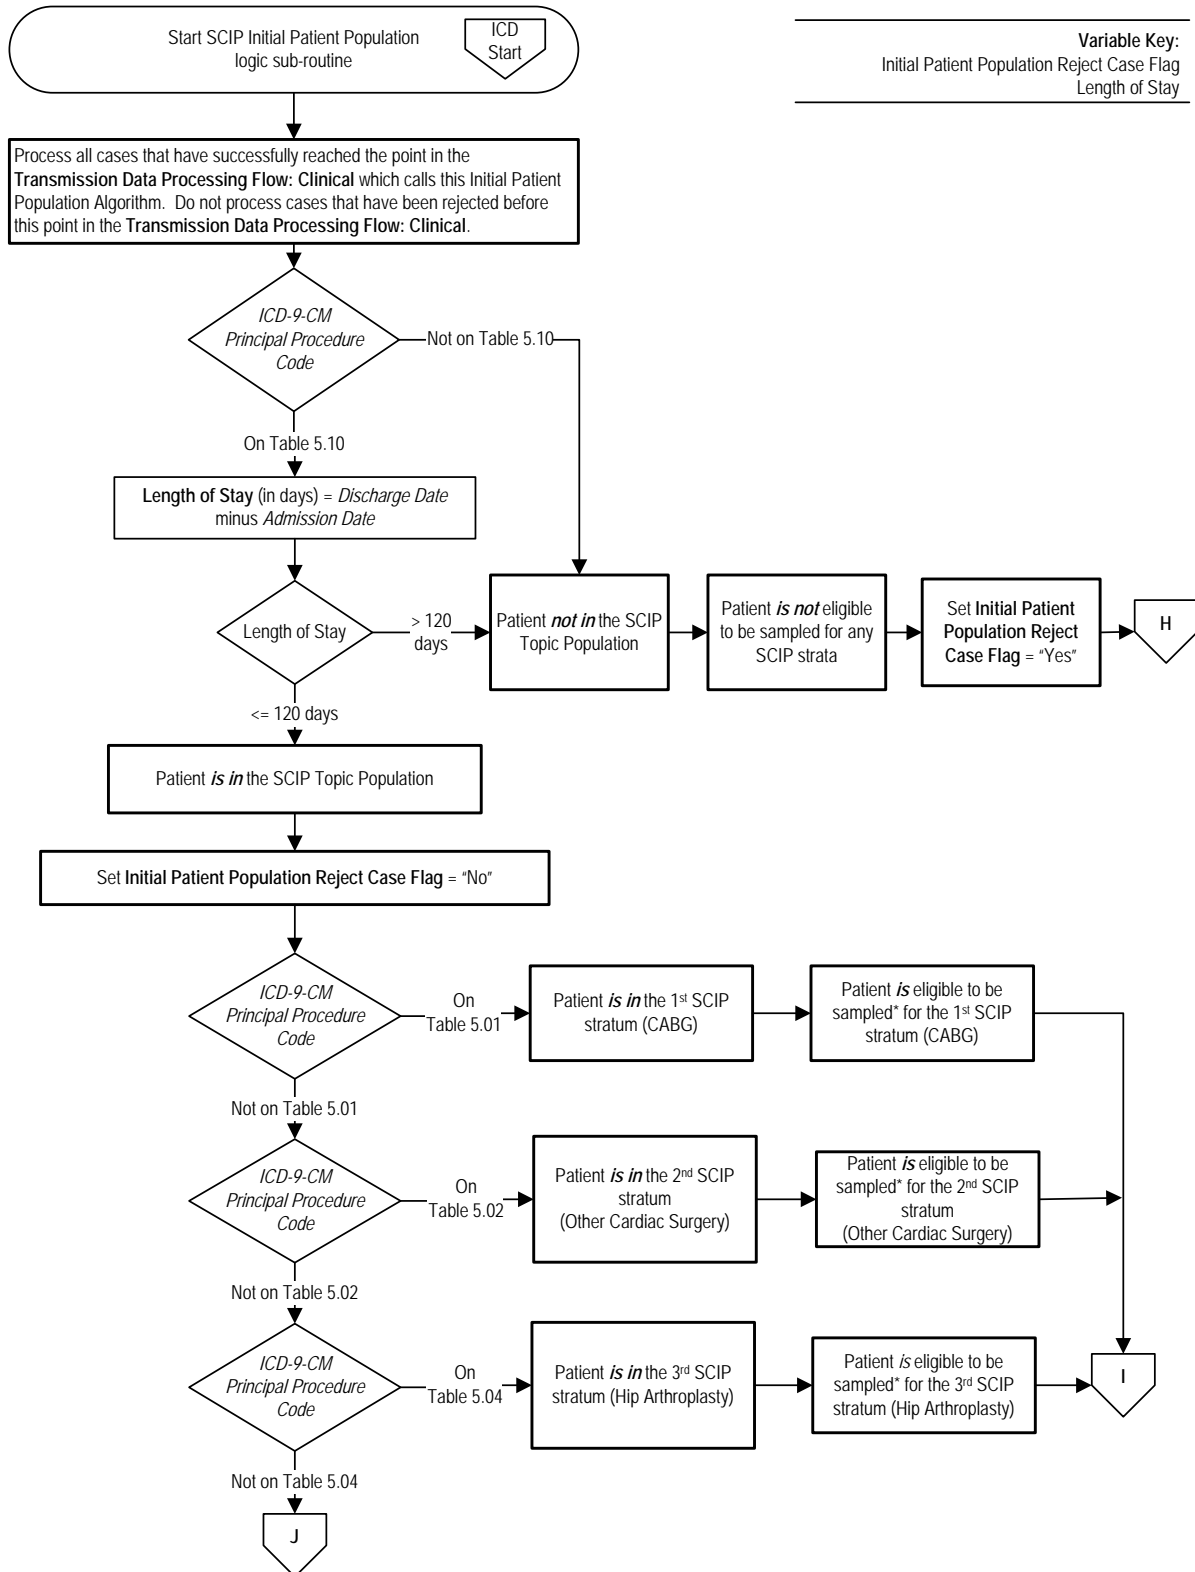 Start SCIP Initial Patient Population
logic sub-routine
ICD
Start
Variable Key:
Initial Patient Population Reject Case Flag
Length of Stay
Process all cases that have successfully reached the point in the
Transmission Data Processing Flow: Clinical which calls this Initial Patient
Population Algorithm. Do not process cases that have been rejected before
this point in the Transmission Data Processing Flow: Clinical.
ICD-9-CM
Principal Procedure
Code
Not on Table 5.10
On Table 5.10
Length of Stay (in days) = Discharge Date
minus Admission Date
Length of Stay
> 120
days
Patient not in the SCIP
Topic Population
Patient is not eligible
to be sampled for any
SCIP strata
Set Initial Patient
Population Reject
Case Flag = "Yes"
H
<= 120 days
Patient is in the SCIP Topic Population
Set Initial Patient Population Reject Case Flag = "No"
ICD-9-CM
Principal Procedure
Code
On
Table 5.01
Patient is in the 1st SCIP
stratum (CABG)
Patient is eligible to be
sampled* for the 1st SCIP
stratum (CABG)
Not on Table 5.01
ICD-9-CM
Principal Procedure
Code
On
Table 5.02
Patient is in the 2nd SCIP
stratum
(Other Cardiac Surgery)
Patient is eligible to be
sampled* for the 2nd SCIP
stratum
(Other Cardiac Surgery)
Not on Table 5.02
ICD-9-CM
Principal Procedure
Code
On
Table 5.04
Patient is in the 3rd SCIP
stratum (Hip Arthroplasty)
Patient is eligible to be
sampled* for the 3rd SCIP
stratum (Hip Arthroplasty)
I
Not on Table 5.04
J